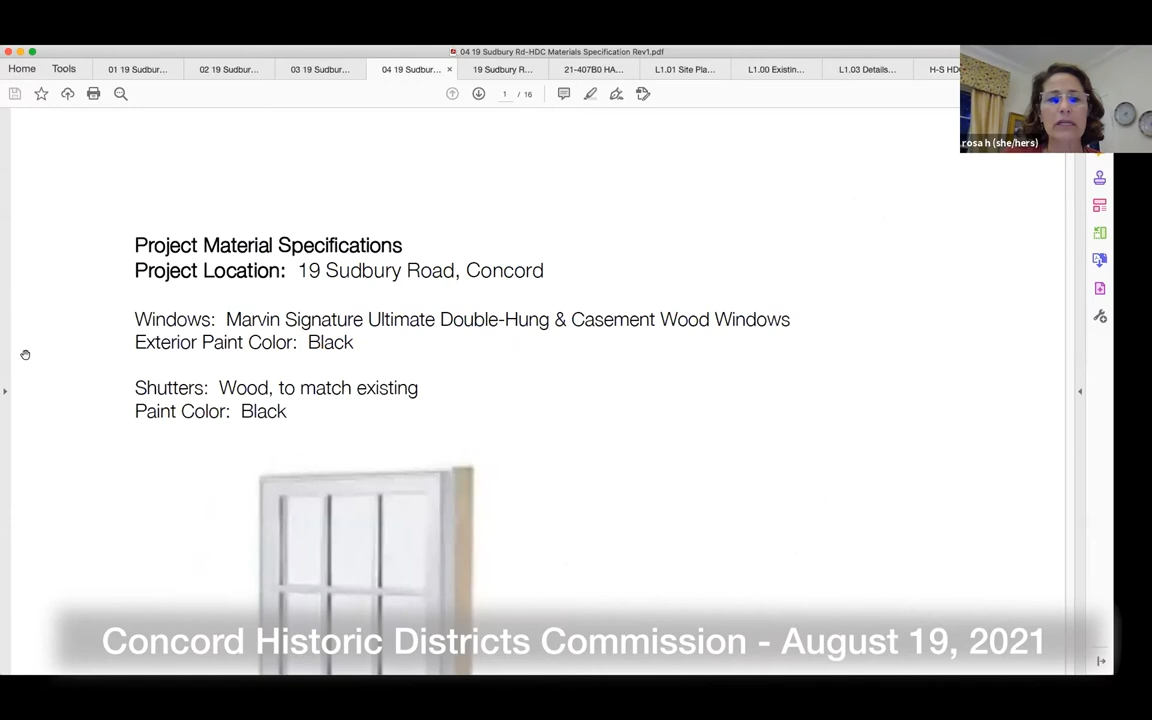 04 19 Sudbury Rd-HDC Materials Specification Rev1.pdf
Home Tools 01 19 Sudbur... 02 19 Sudbur... 03 19 Sudbur... 04 19 Sudbur... × 19 Sudbury R... 21-407B0 HA... L1.01 Site Pla... L1.00 Existin... L1.03 Details... H-S HD
1 / 16
rosa h (she/hers)
Project Material Specifications
Project Location: 19 Sudbury Road, Concord
Windows: Marvin Signature Ultimate Double-Hung & Casement Wood Windows
Exterior Paint Color: Black
Shutters: Wood, to match existing
Paint Color: Black
Concord Historic Districts Commission - August 19, 2021